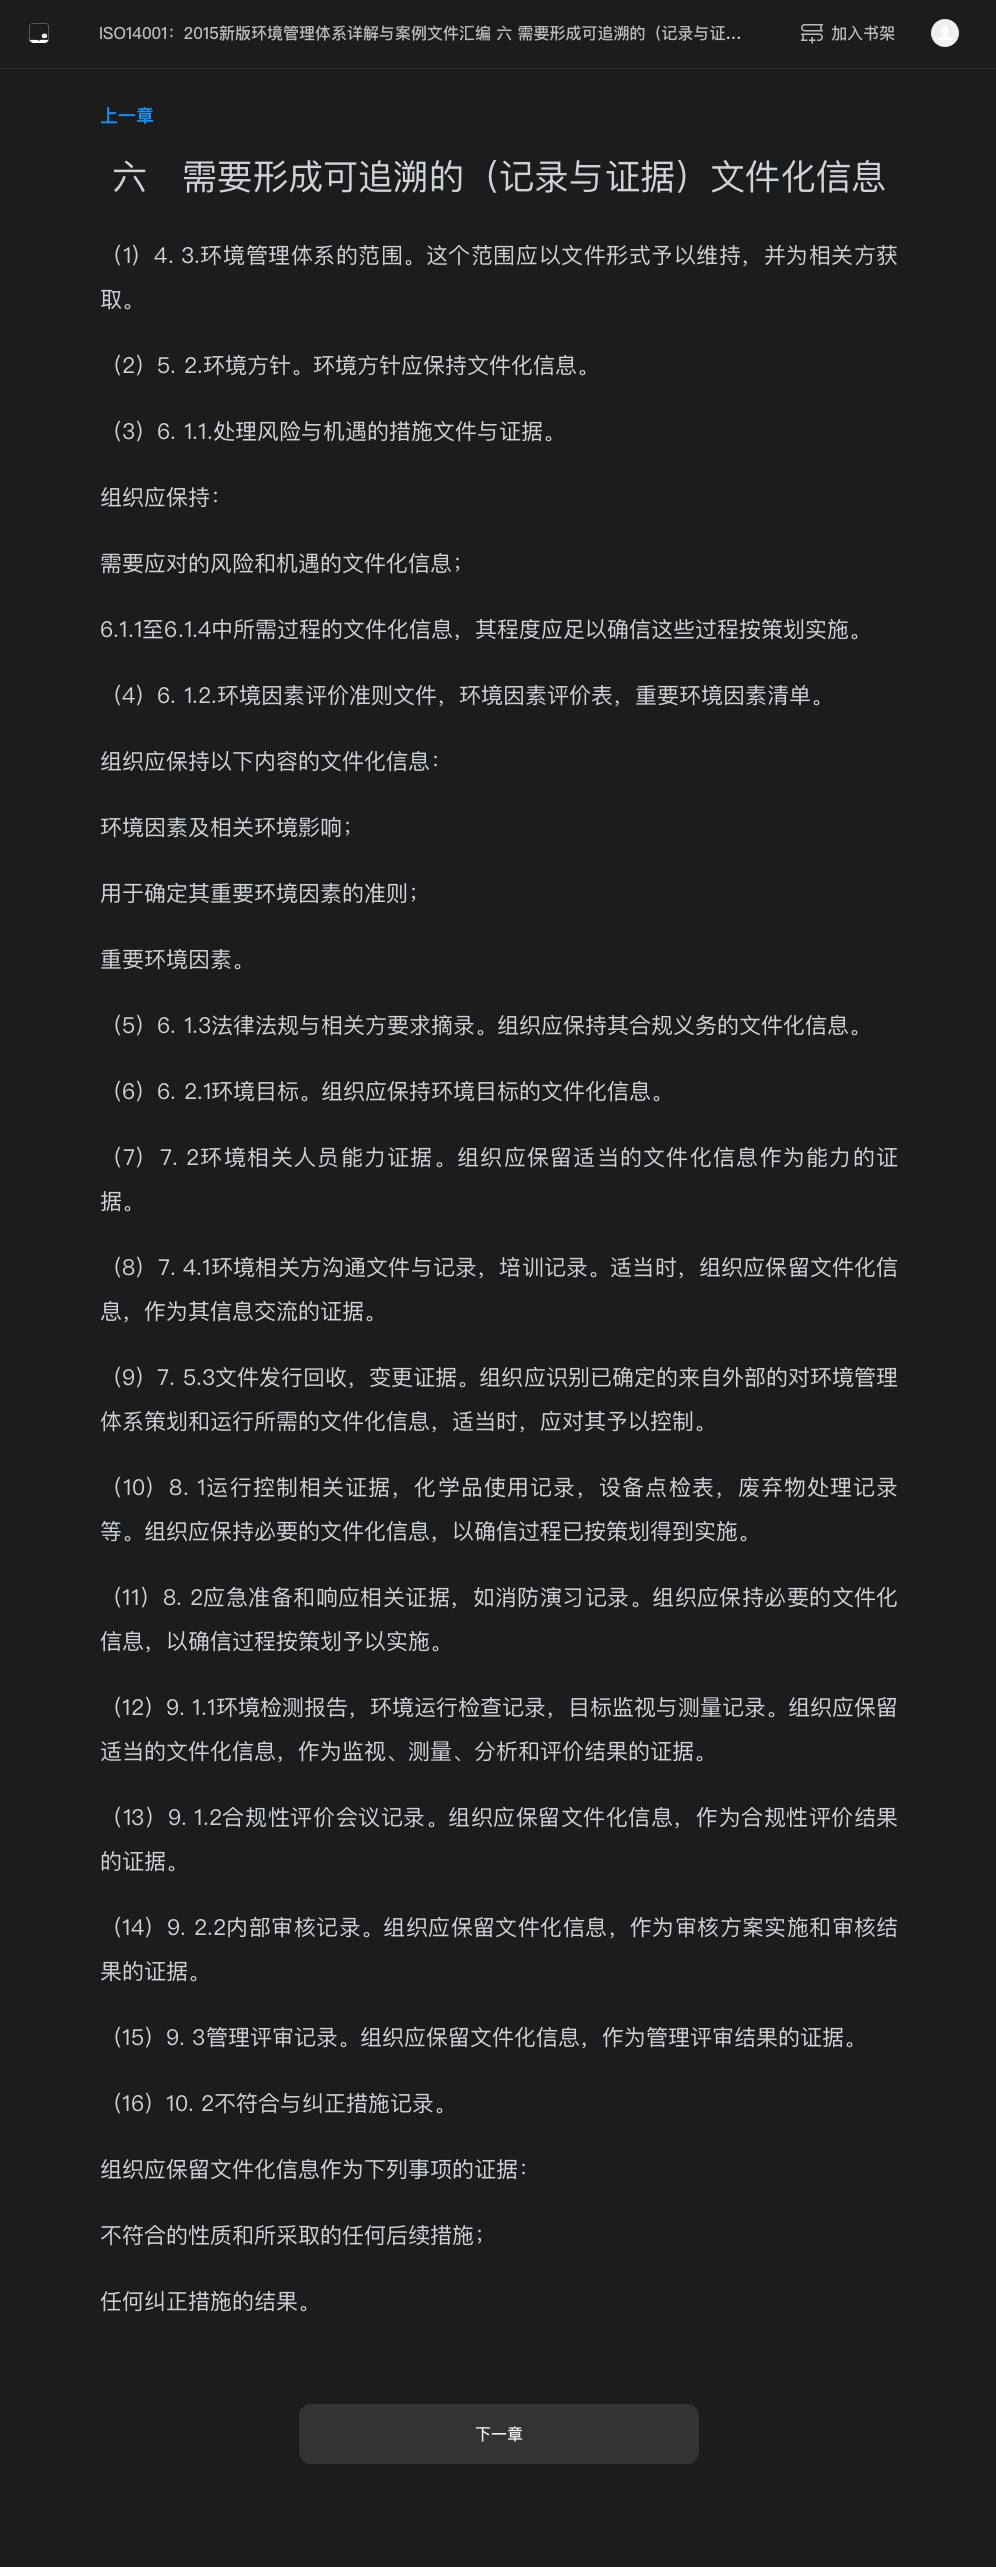 ISO14001：2015新版环境管理体系详解与案例文件汇编 六 需要形成可追溯的（记录与证...
加入书架
上一章
六　需要形成可追溯的（记录与证据）文件化信息
（1）4. 3.环境管理体系的范围。这个范围应以文件形式予以维持，并为相关方获
取。
（2）5. 2.环境方针。环境方针应保持文件化信息。
（3）6. 1.1.处理风险与机遇的措施文件与证据。
组织应保持：
需要应对的风险和机遇的文件化信息；
6.1.1至6.1.4中所需过程的文件化信息，其程度应足以确信这些过程按策划实施。
（4）6. 1.2.环境因素评价准则文件，环境因素评价表，重要环境因素清单。
组织应保持以下内容的文件化信息：
环境因素及相关环境影响；
用于确定其重要环境因素的准则；
重要环境因素。
（5）6. 1.3法律法规与相关方要求摘录。组织应保持其合规义务的文件化信息。
（6）6. 2.1环境目标。组织应保持环境目标的文件化信息。
（7）7. 2环境相关人员能力证据。组织应保留适当的文件化信息作为能力的证
据。
（8）7. 4.1环境相关方沟通文件与记录，培训记录。适当时，组织应保留文件化信
息，作为其信息交流的证据。
（9）7. 5.3文件发行回收，变更证据。组织应识别已确定的来自外部的对环境管理
体系策划和运行所需的文件化信息，适当时，应对其予以控制。
（10）8. 1运行控制相关证据，化学品使用记录，设备点检表，废弃物处理记录
等。组织应保持必要的文件化信息，以确信过程已按策划得到实施。
（11）8. 2应急准备和响应相关证据，如消防演习记录。组织应保持必要的文件化
信息，以确信过程按策划予以实施。
（12）9. 1.1环境检测报告，环境运行检查记录，目标监视与测量记录。组织应保留
适当的文件化信息，作为监视、测量、分析和评价结果的证据。
（13）9. 1.2合规性评价会议记录。组织应保留文件化信息，作为合规性评价结果
的证据。
（14）9. 2.2内部审核记录。组织应保留文件化信息，作为审核方案实施和审核结
果的证据。
（15）9. 3管理评审记录。组织应保留文件化信息，作为管理评审结果的证据。
（16）10. 2不符合与纠正措施记录。
组织应保留文件化信息作为下列事项的证据：
不符合的性质和所采取的任何后续措施；
任何纠正措施的结果。
下一章